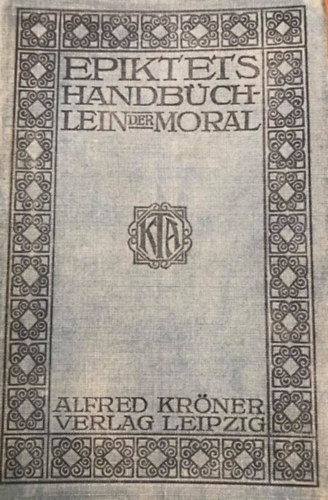 EPIKTETS
HANDBÜCH-
LEIN DER MORAL
KTA
ALFRED KRÖNER
VERLAG LEIPZIG